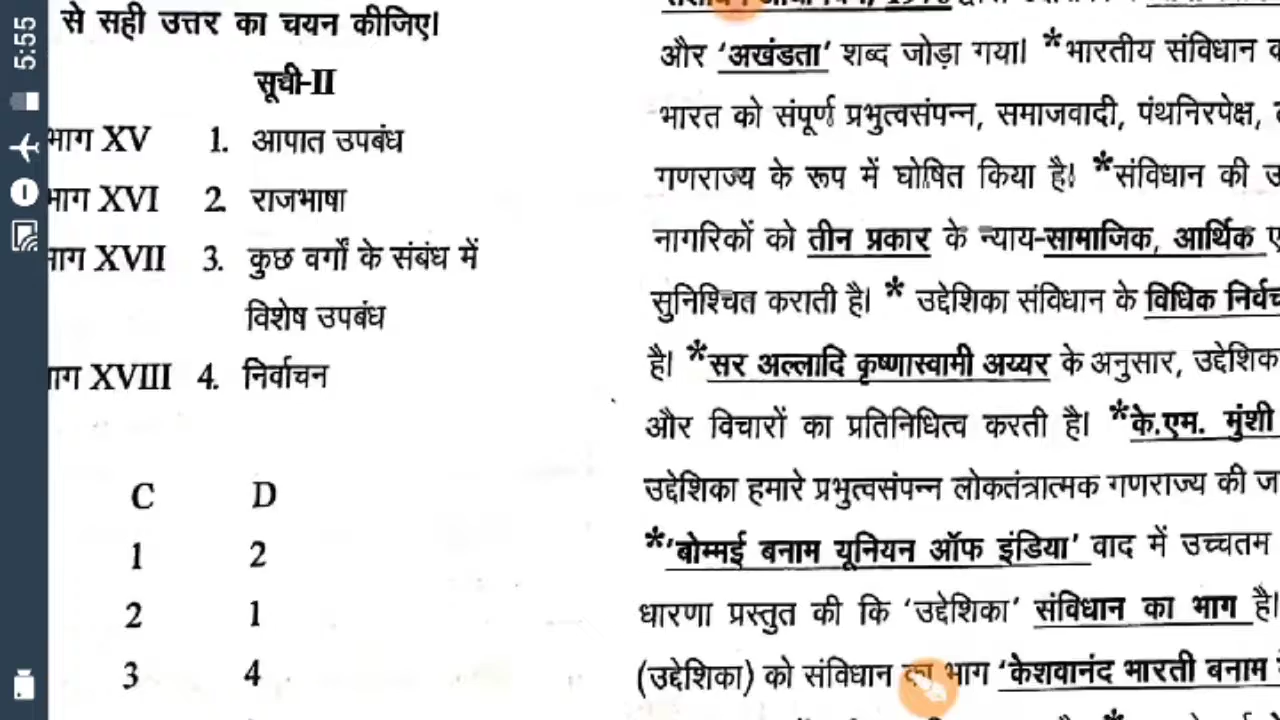 5:55
से सही उत्तर का चयन कीजिए।
सूची-II
भाग XV 1. आपात उपबंध
भाग XVI 2. राजभाषा
भाग XVII 3. कुछ वर्गों के संबंध में
विशेष उपबंध
भाग XVIII 4. निर्वाचन
C D
1 2
2 1
3 4
और ‘अखंडता’ शब्द जोड़ा गया। *भारतीय संविधान
भारत को संपूर्ण प्रभुत्वसंपन्न, समाजवादी, पंथनिरपेक्ष,
गणराज्य के रूप में घोषित किया है। *संविधान की
नागरिकों को तीन प्रकार के न्याय-सामाजिक, आर्थिक
सुनिश्चित कराती है। * उद्देशिका संविधान के विधिक
है। *सर अल्लादि कृष्णास्वामी अय्यर के अनुसार,
और विचारों का प्रतिनिधित्व करती है। *के.एम. मुंशी
उद्देशिका हमारे प्रभुत्वसंपन्न लोकतंत्रात्मक गणराज्य की
*‘बोम्मई बनाम यूनियन ऑफ इंडिया’ वाद में उच्चतम
धारणा प्रस्तुत की कि ‘उद्देशिका’ संविधान का भाग है।
(उद्देशिका) को संविधान का भाग ‘केशवानंद भारती बनाम